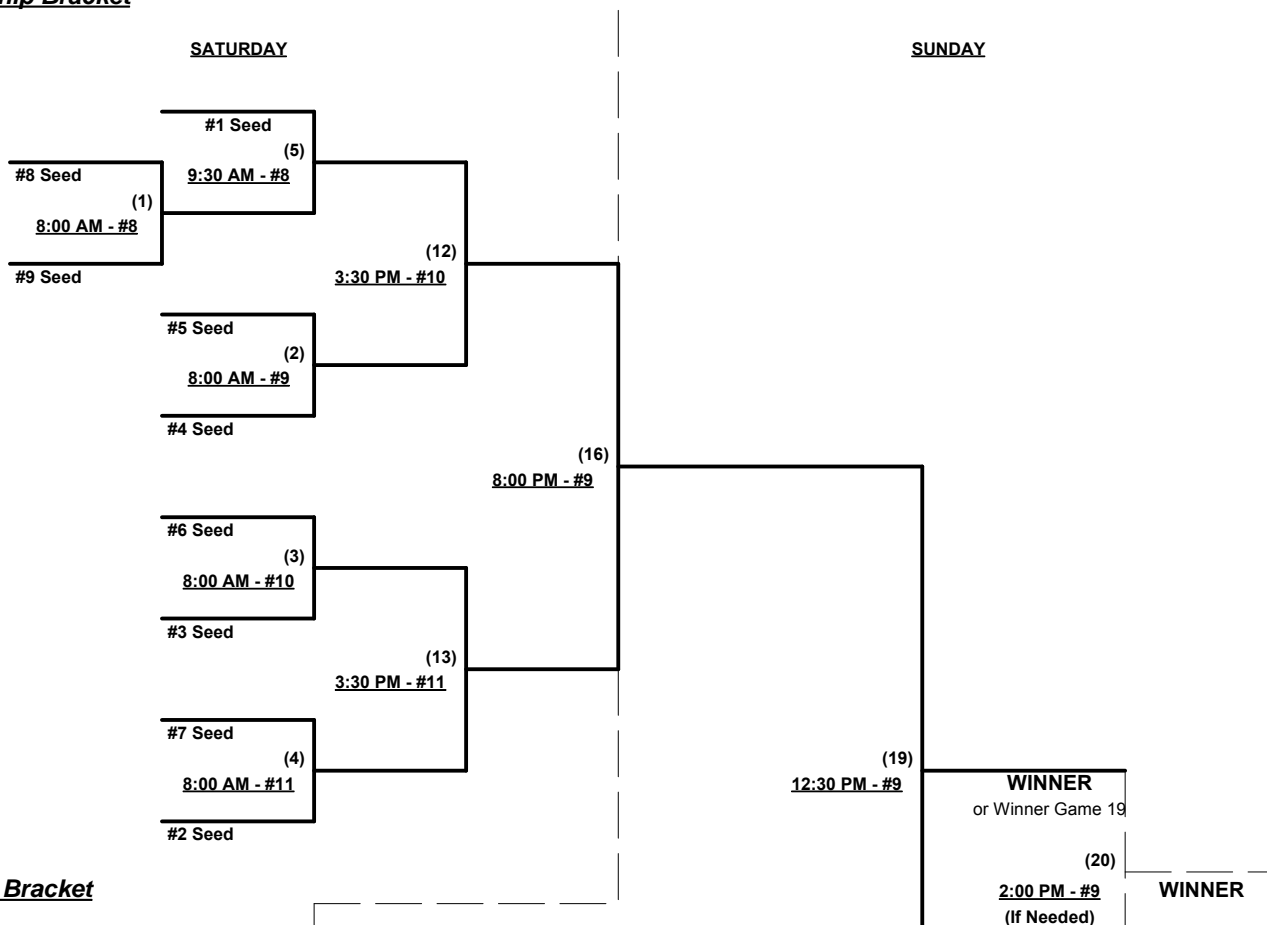 Bracket
SATURDAY
SUNDAY
#1 Seed
(5)
#8 Seed
9:30 AM - #8
(1)
8:00 AM - #8
(12)
#9 Seed
3:30 PM - #10
#5 Seed
(2)
8:00 AM - #9
#4 Seed
(16)
8:00 PM - #9
#6 Seed
(3)
8:00 AM - #10
#3 Seed
(13)
3:30 PM - #11
#7 Seed
(4)
8:00 AM - #11
(19)
12:30 PM - #9
WINNER
or Winner Game 19
#2 Seed
(20)
Bracket
2:00 PM - #9
WINNER
(If Needed)